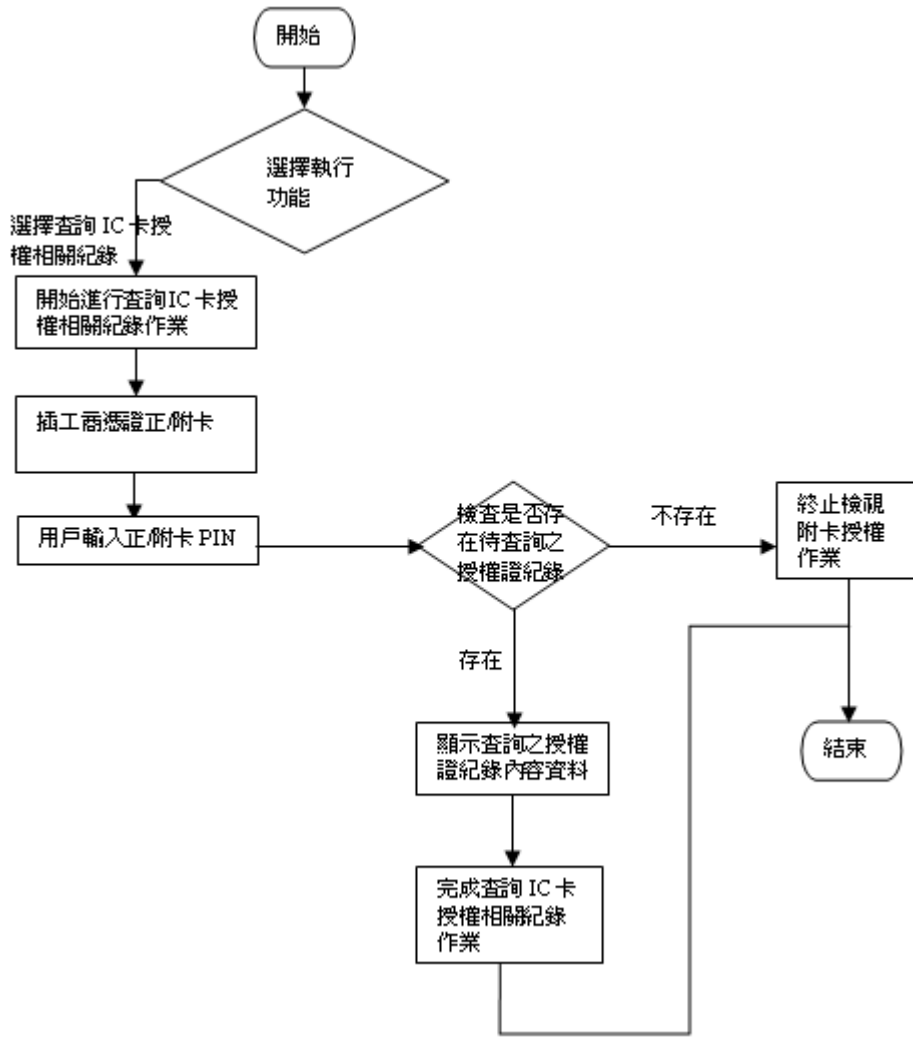 開始
選擇執行
功能
選擇查詢 IC 卡授
權相關紀錄
開始進行查詢 IC 卡授
權相關紀錄作業
插工商憑證正/附卡
用戶輸入正/附卡 PIN
檢查是否存
在待查詢之
授權證紀錄
不存在
終止檢視
附卡授權
作業
存在
顯示查詢之授權
證紀錄內容資料
結束
完成查詢 IC 卡
授權相關紀錄
作業